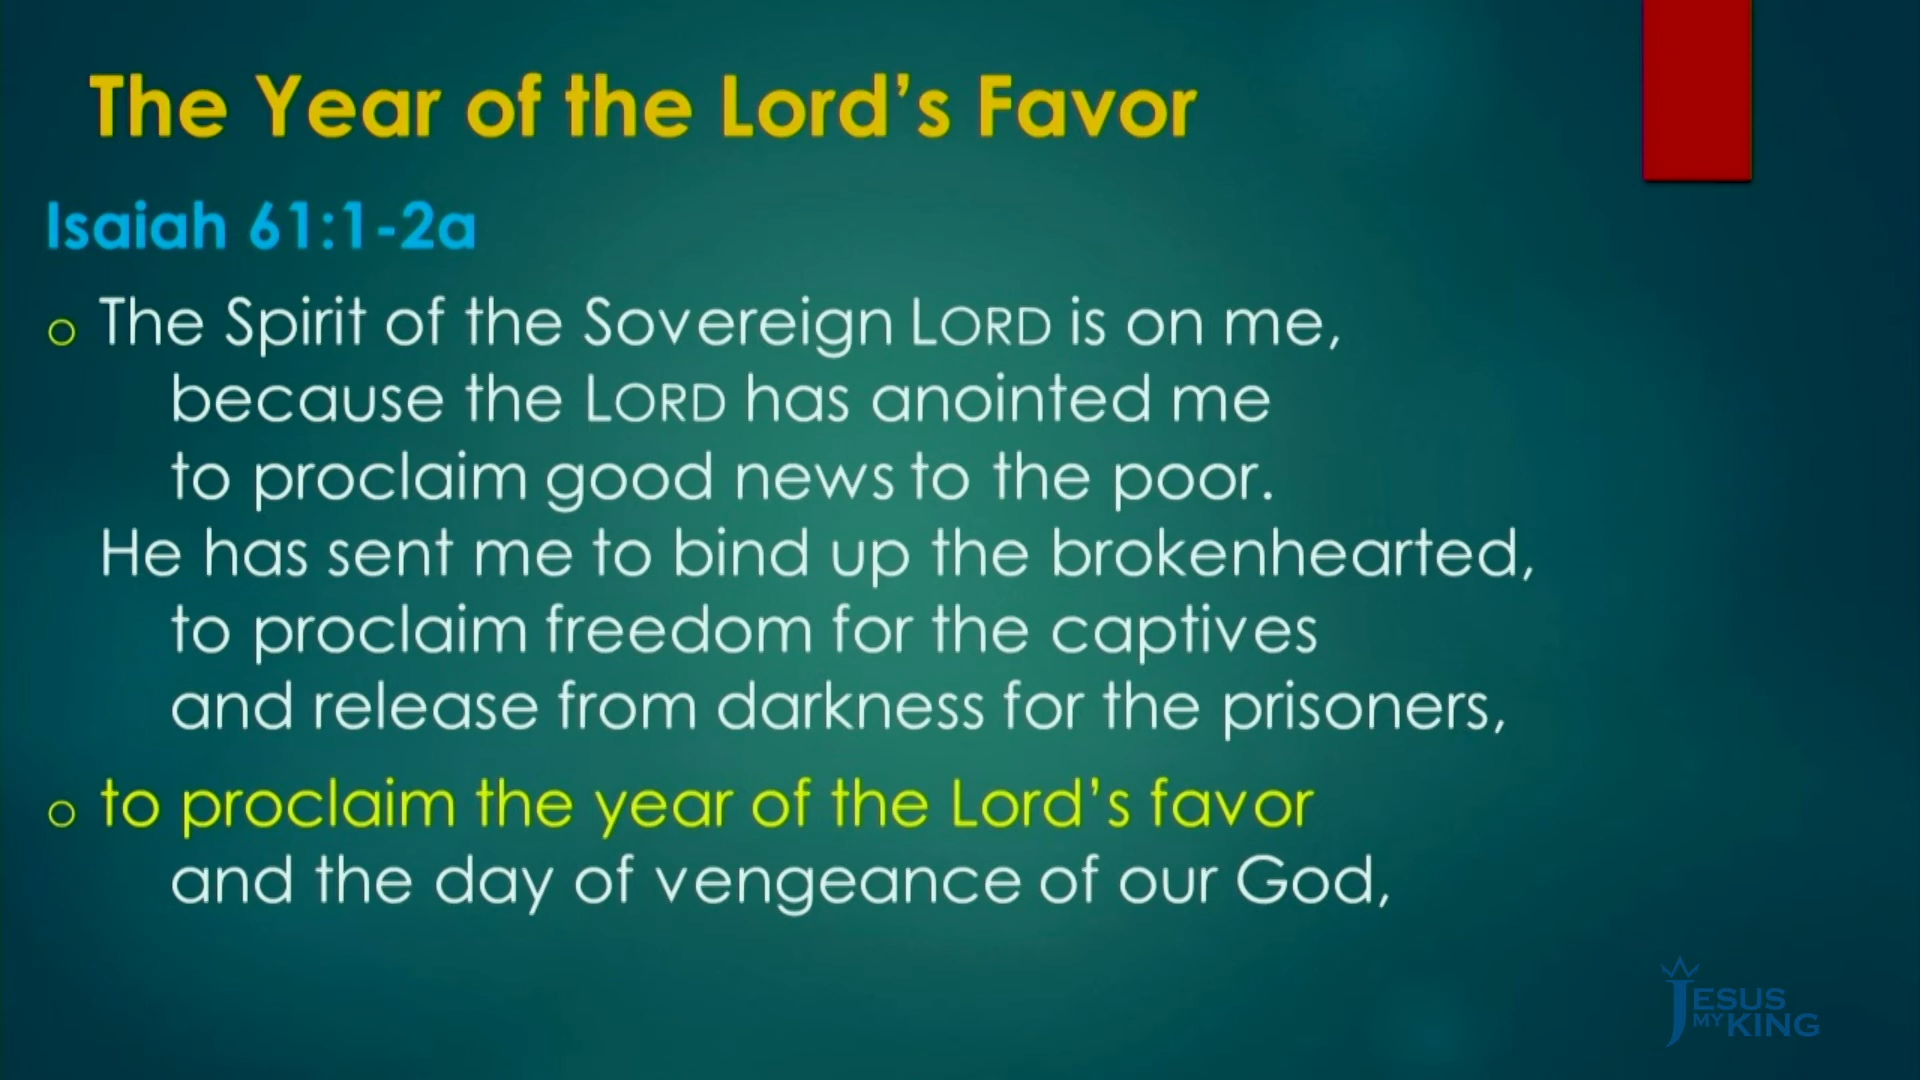 The Year of the Lord’s Favor
Isaiah 61:1-2a
o The Spirit of the Sovereign LORD is on me,
because the LORD has anointed me
to proclaim good news to the poor.
He has sent me to bind up the brokenhearted,
to proclaim freedom for the captives
and release from darkness for the prisoners,
o to proclaim the year of the Lord’s favor
and the day of vengeance of our God,
JESUS
MY KING